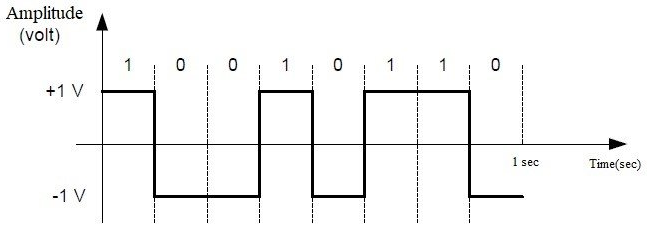 Amplitude
(volt)
1 0 0 1 0 1 1 0
+1 V
1 sec
Time(sec)
-1 V